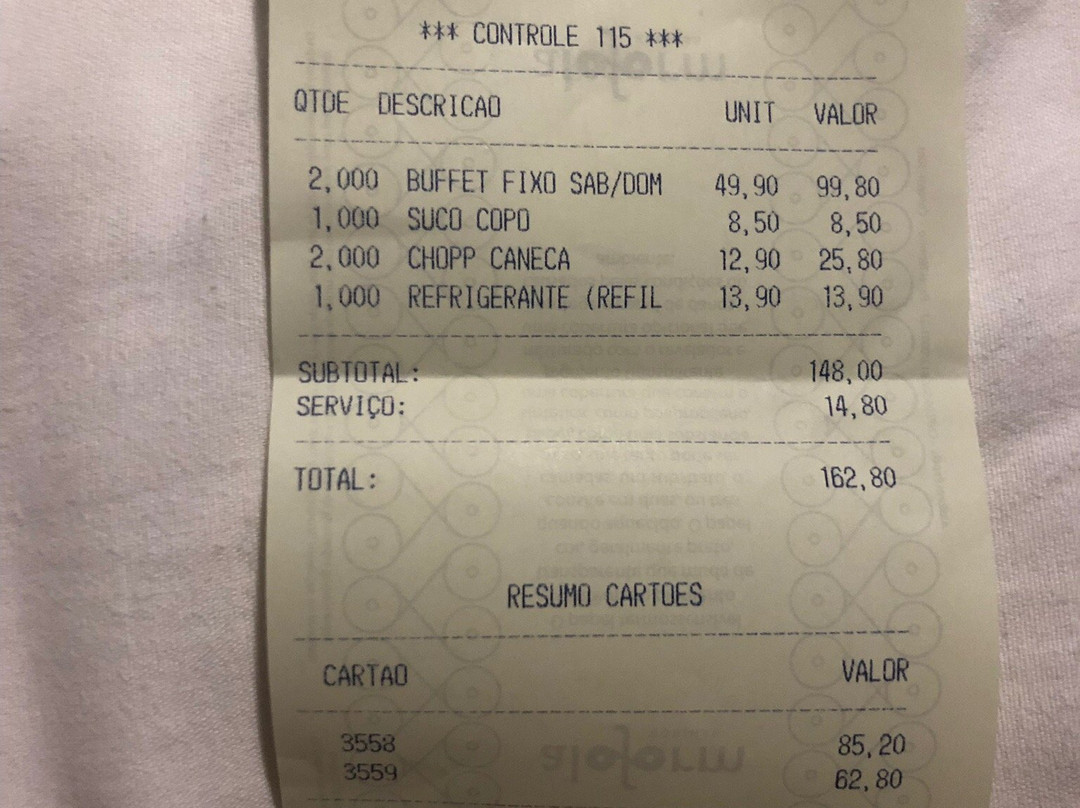 *** CONTROLE 115 ***
QTDE DESCRICAO UNIT VALOR
2,000 BUFFET FIXO SAB/DOM 49,90 99,80
1,000 SUCO COPO 8,50 8,50
2,000 CHOPP CANECA 12,90 25,80
1,000 REFRIGERANTE (REFIL 13,90 13,90
SUBTOTAL: 148,00
SERVIÇO: 14,80
TOTAL: 162,80
RESUMO CARTOES
CARTAO VALOR
3558 85,20
3559 62,80